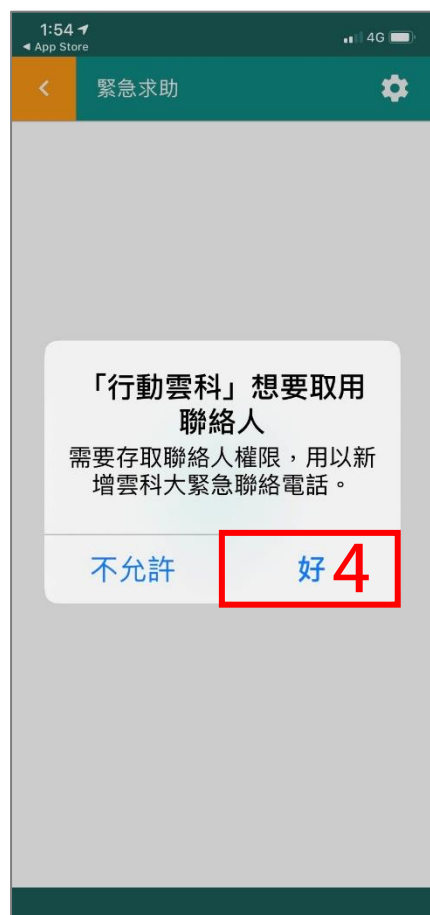 1:54
4G
◀ App Store
緊急求助
「行動雲科」想要取用
聯絡人
需要存取聯絡人權限，用以新
增雲科大緊急聯絡電話。
不允許
好 4